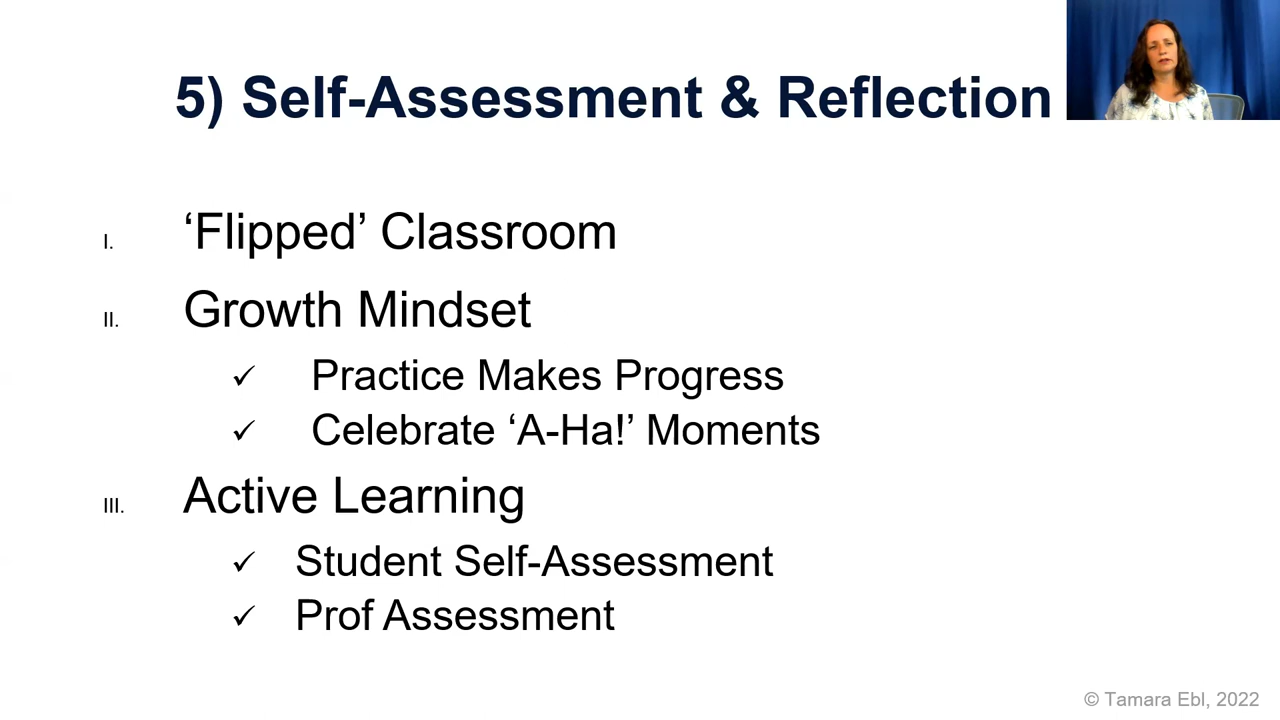 5) Self-Assessment & Reflection
I. ‘Flipped’ Classroom
II. Growth Mindset
✓ Practice Makes Progress
✓ Celebrate ‘A-Ha!’ Moments
III. Active Learning
✓ Student Self-Assessment
✓ Prof Assessment
© Tamara Ebl, 2022